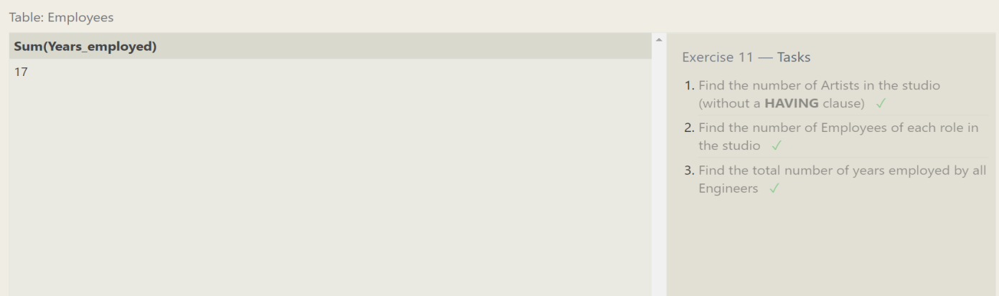 Table: Employees
Sum(Years_employed)
17
Exercise 11 — Tasks
1. Find the number of Artists in the studio
(without a HAVING clause) ✓
2. Find the number of Employees of each role in
the studio ✓
3. Find the total number of years employed by all
Engineers ✓